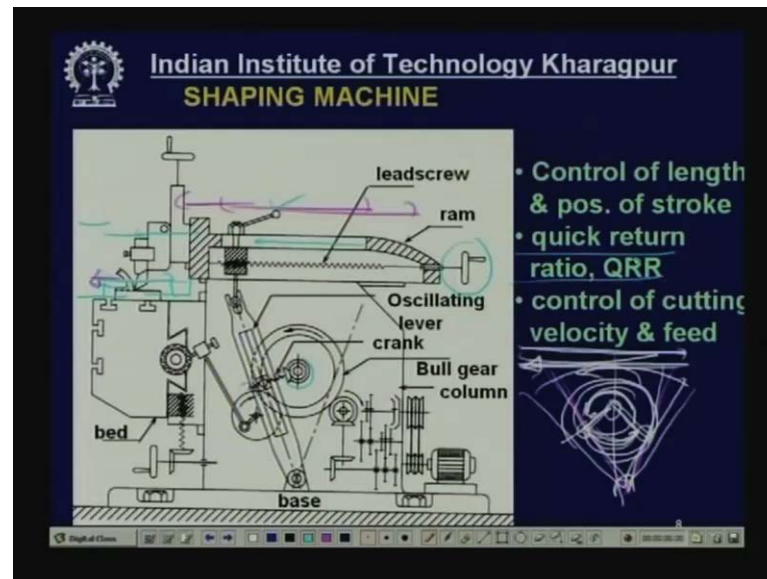 Indian Institute of Technology Kharagpur
SHAPING MACHINE
leadscrew
ram
Oscillating
lever
crank
Bull gear
column
bed
base
• Control of length
& pos. of stroke
• quick return
ratio, QRR
• control of cutting
velocity & feed
8
Digital Class